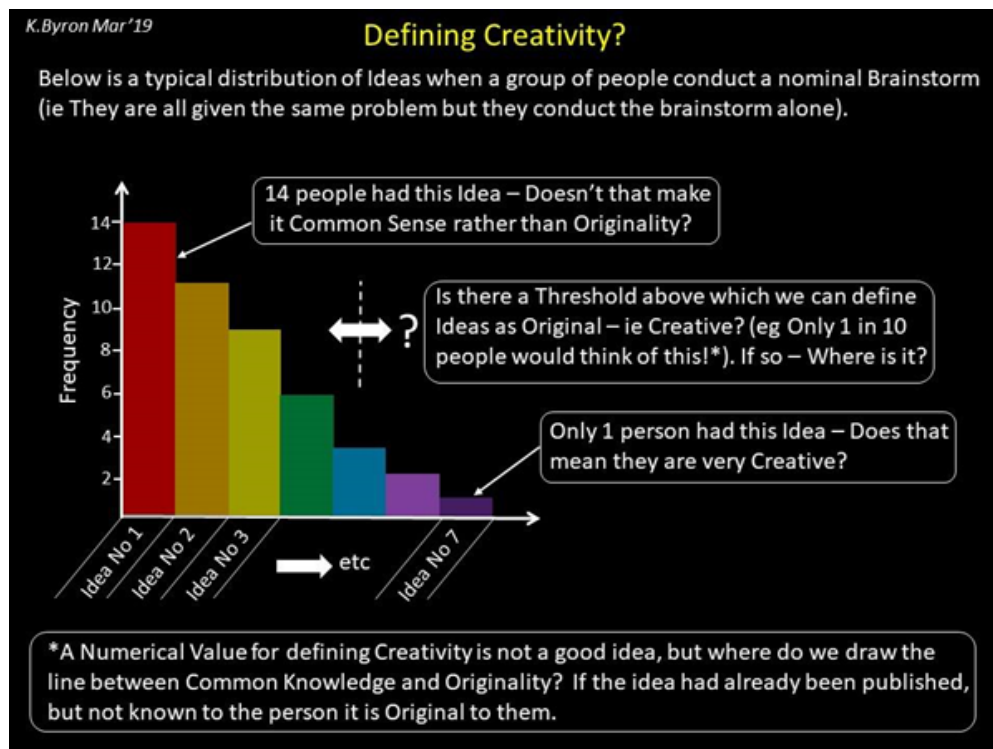 K.Byron Mar’19
Defining Creativity?
Below is a typical distribution of Ideas when a group of people conduct a nominal Brainstorm
(ie They are all given the same problem but they conduct the brainstorm alone).
14 people had this Idea – Doesn’t that make
it Common Sense rather than Originality?
Is there a Threshold above which we can define
Ideas as Original – ie Creative? (eg Only 1 in 10
people would think of this!*). If so – Where is it?
?
Only 1 person had this Idea – Does that
mean they are very Creative?
Frequency
14
12
10
8
6
4
2
Idea No 1
Idea No 2
Idea No 3
etc
Idea No 7
*A Numerical Value for defining Creativity is not a good idea, but where do we draw the
line between Common Knowledge and Originality? If the idea had already been published,
but not known to the person it is Original to them.